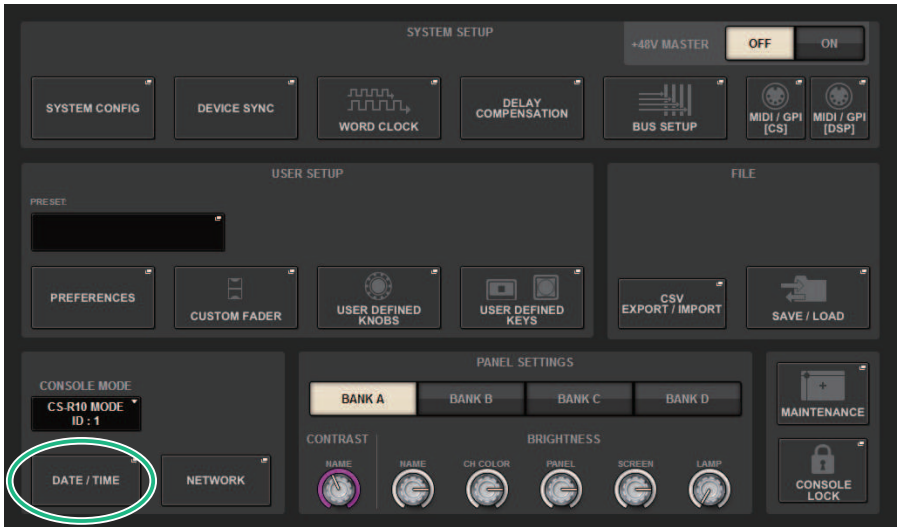 SYSTEM SETUP
+48V MASTER
OFF
ON
SYSTEM CONFIG
DEVICE SYNC
WORD CLOCK
DELAY
COMPENSATION
BUS SETUP
MIDI / GPI
[CS]
MIDI / GPI
[DSP]
USER SETUP
PRESET:
PREFERENCES
CUSTOM FADER
USER DEFINED
KNOBS
USER DEFINED
KEYS
FILE
CSV
EXPORT / IMPORT
SAVE / LOAD
CONSOLE MODE
CS-R10 MODE
ID : 1
DATE / TIME
NETWORK
PANEL SETTINGS
BANK A
BANK B
BANK C
BANK D
CONTRAST
BRIGHTNESS
NAME
NAME
CH COLOR
PANEL
SCREEN
LAMP
MAINTENANCE
CONSOLE
LOCK